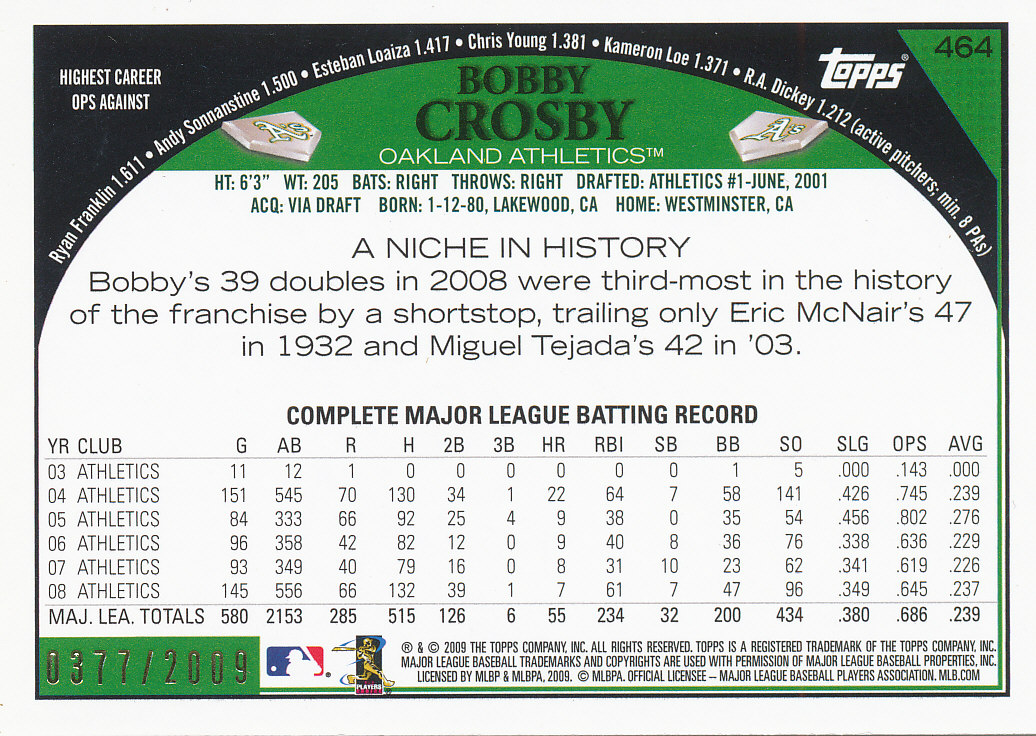 464
topps®
HIGHEST CAREER
OPS AGAINST
Ryan Franklin 1.611 • Andy Sonnanstine 1.500 • Esteban Loaiza 1.417 • Chris Young 1.381 • Kameron Loe 1.371 • R.A. Dickey 1.212 (active pitchers; min. 8 PAs)
BOBBY
CROSBY
A's A's
OAKLAND ATHLETICS™
HT: 6'3" WT: 205 BATS: RIGHT THROWS: RIGHT DRAFTED: ATHLETICS #1-JUNE, 2001
ACQ: VIA DRAFT BORN: 1-12-80, LAKEWOOD, CA HOME: WESTMINSTER, CA
A NICHE IN HISTORY
Bobby's 39 doubles in 2008 were third-most in the history
of the franchise by a shortstop, trailing only Eric McNair's 47
in 1932 and Miguel Tejada's 42 in '03.
COMPLETE MAJOR LEAGUE BATTING RECORD
YR CLUB G AB R H 2B 3B HR RBI SB BB SO SLG OPS AVG
03 ATHLETICS 11 12 1 0 0 0 0 0 0 1 5 .000 .143 .000
04 ATHLETICS 151 545 70 130 34 1 22 64 7 58 141 .426 .745 .239
05 ATHLETICS 84 333 66 92 25 4 9 38 0 35 54 .456 .802 .276
06 ATHLETICS 96 358 42 82 12 0 9 40 8 36 76 .338 .636 .229
07 ATHLETICS 93 349 40 79 16 0 8 31 10 23 62 .341 .619 .226
08 ATHLETICS 145 556 66 132 39 1 7 61 7 47 96 .349 .645 .237
MAJ. LEA. TOTALS 580 2153 285 515 126 6 55 234 32 200 434 .380 .686 .239
0377/2009
PLAYERS
® & © 2009 THE TOPPS COMPANY, INC. ALL RIGHTS RESERVED. TOPPS IS A REGISTERED TRADEMARK OF THE TOPPS COMPANY, INC.
MAJOR LEAGUE BASEBALL TRADEMARKS AND COPYRIGHTS ARE USED WITH PERMISSION OF MAJOR LEAGUE BASEBALL PROPERTIES, INC.
LICENSED BY MLBP & MLBPA, 2009. © MLBPA. OFFICIAL LICENSEE – MAJOR LEAGUE BASEBALL PLAYERS ASSOCIATION. MLB.COM